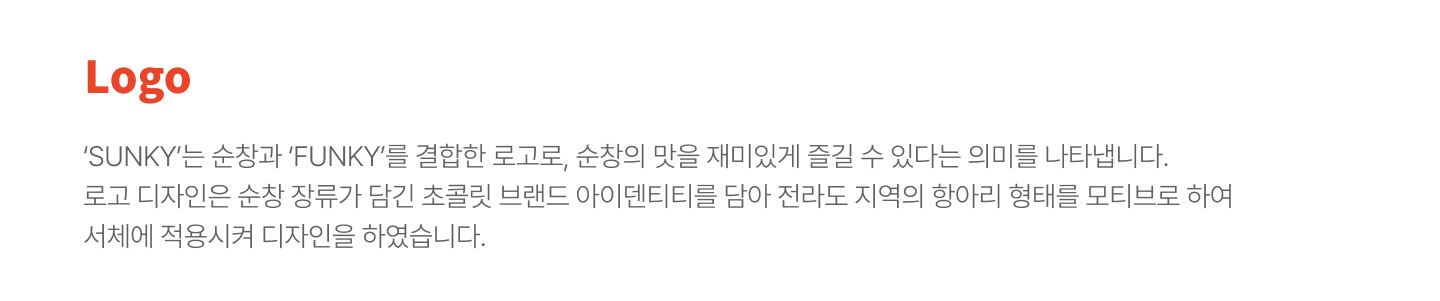 Logo
‘SUNKY’는 순창과 ‘FUNKY’를 결합한 로고로, 순창의 맛을 재미있게 즐길 수 있다는 의미를 나타냅니다.
로고 디자인은 순창 장류가 담긴 초콜릿 브랜드 아이덴티티를 담아 전라도 지역의 항아리 형태를 모티브로 하여
서체에 적용시켜 디자인을 하였습니다.